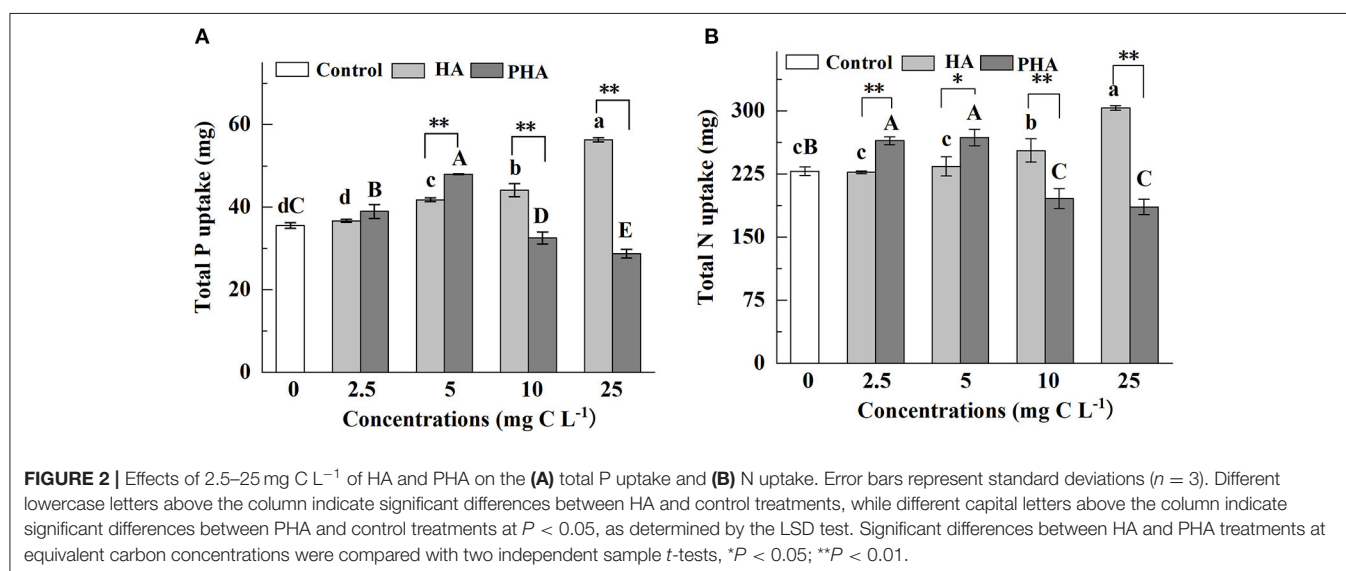 A
Control HA PHA
Total P uptake (mg)
60
40
20
0
dC
d
B
c
**
A
b
**
D
a
**
E
0 2.5 5 10 25
Concentrations (mg C L⁻¹)
B
Control HA PHA
Total N uptake (mg)
300
225
150
75
0
cB
c
**
A
c
*
A
b
**
C
a
**
C
0 2.5 5 10 25
Concentrations (mg C L⁻¹)
FIGURE 2 | Effects of 2.5–25 mg C L⁻¹ of HA and PHA on the (A) total P uptake and (B) N uptake. Error bars represent standard deviations (n = 3). Different
lowercase letters above the column indicate significant differences between HA and control treatments, while different capital letters above the column indicate
significant differences between PHA and control treatments at P < 0.05, as determined by the LSD test. Significant differences between HA and PHA treatments at
equivalent carbon concentrations were compared with two independent sample t-tests, *P < 0.05; **P < 0.01.